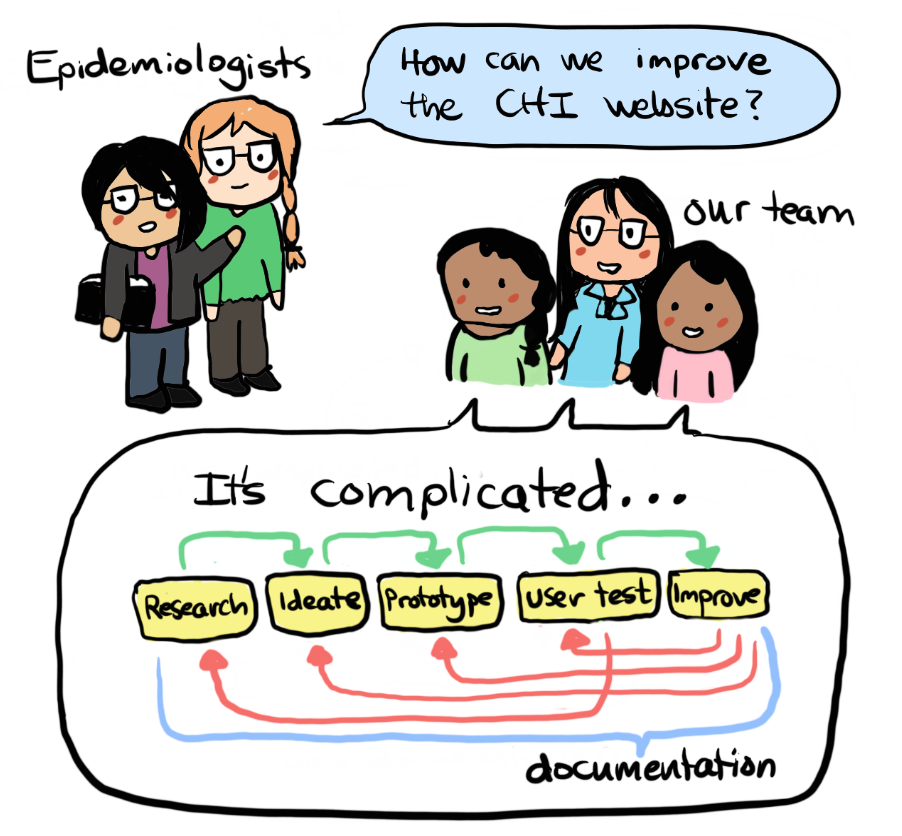 Epidemiologists
How can we improve
the CHI website?
our team
It's complicated...
Research
Ideate
Prototype
user test
Improve
documentation